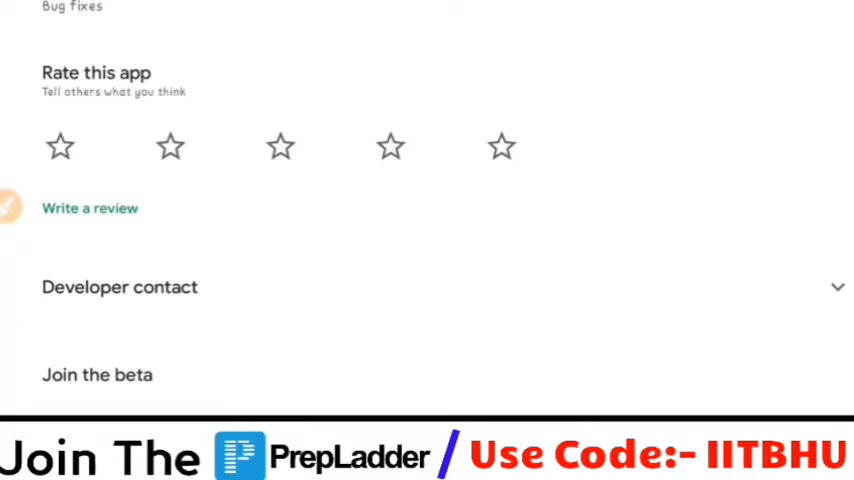 Bug fixes
Rate this app
Tell others what you think
Write a review
Developer contact
Join the beta
Join The PrepLadder / Use Code:- IITBHU